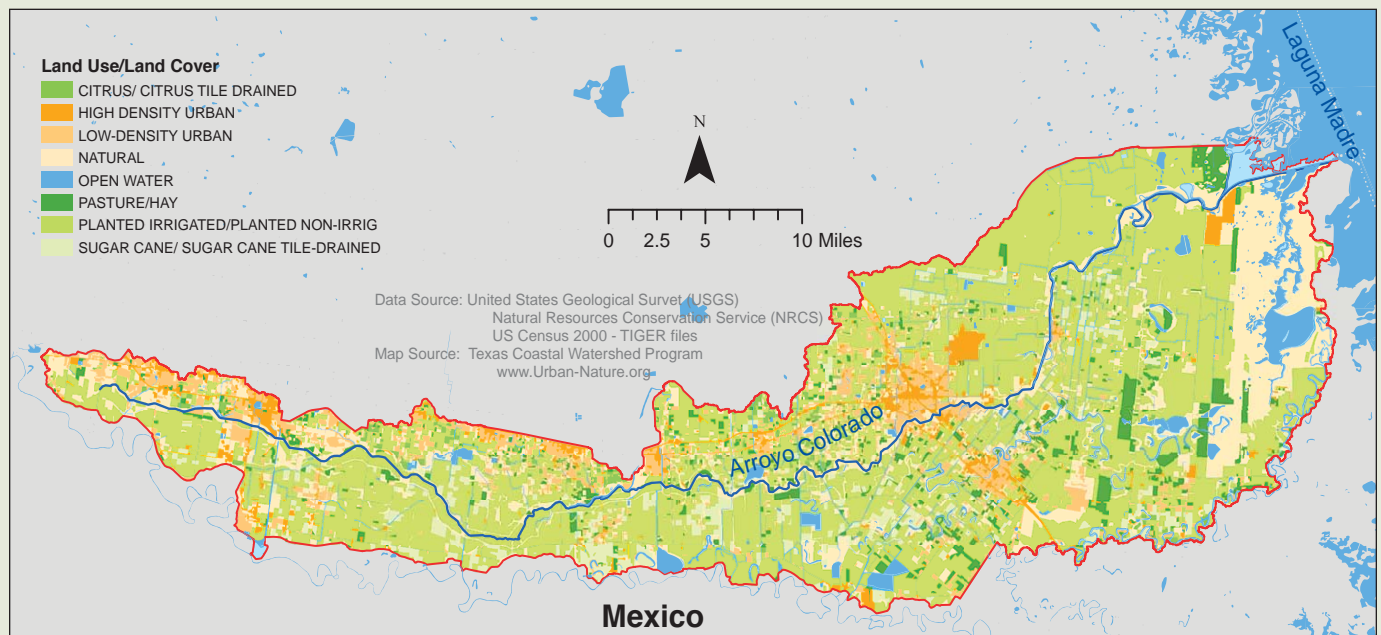 Land Use/Land Cover
CITRUS/ CITRUS TILE DRAINED
HIGH DENSITY URBAN
LOW-DENSITY URBAN
NATURAL
OPEN WATER
PASTURE/HAY
PLANTED IRRIGATED/PLANTED NON-IRRIG
SUGAR CANE/ SUGAR CANE TILE-DRAINED
N
0 2.5 5 10 Miles
Data Source: United States Geological Survet (USGS)
Natural Resources Conservation Service (NRCS)
US Census 2000 - TIGER files
Map Source: Texas Coastal Watershed Program
www.Urban-Nature.org
Laguna Madre
Arroyo Colorado
Mexico